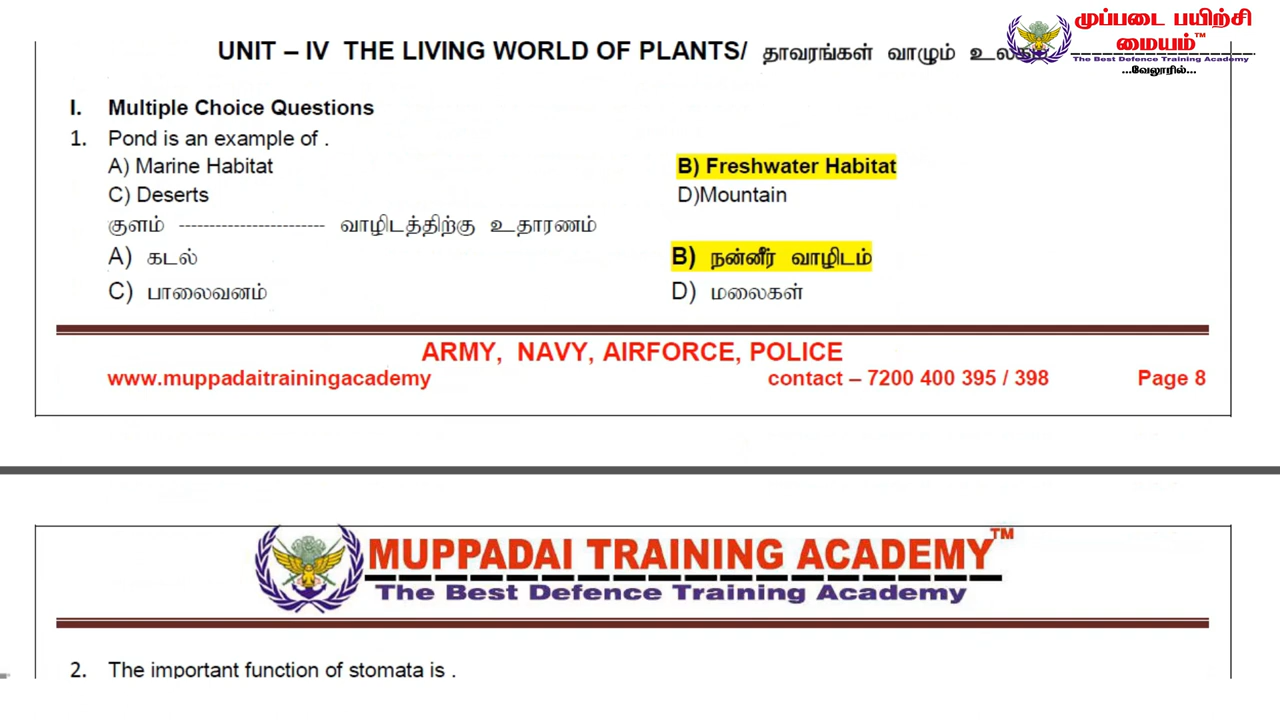 முப்படை பயிற்சி
மையம்™
The Best Defence Training Academy
...வேலூரில்...
UNIT – IV THE LIVING WORLD OF PLANTS/ தாவரங்கள் வாழும்
I. Multiple Choice Questions
1. Pond is an example of .
A) Marine Habitat B) Freshwater Habitat
C) Deserts D)Mountain
குளம் ------------------------ வாழிடத்திற்கு உதாரணம்
A) கடல் B) நன்னீர் வாழிடம்
C) பாலைவனம் D) மலைகள்
ARMY, NAVY, AIRFORCE, POLICE
www.muppadaitrainingacademy contact – 7200 400 395 / 398 Page 8
MUPPADAI TRAINING ACADEMY™
The Best Defence Training Academy
2. The important function of stomata is .